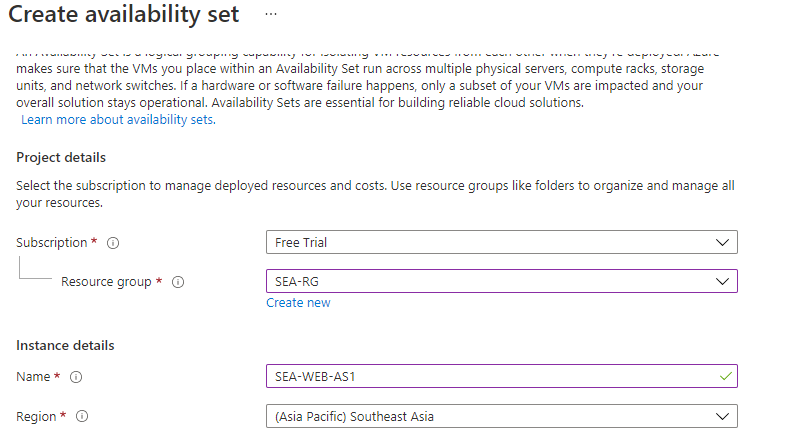 Create availability set ...
An Availability Set is a logical grouping capability for isolating VM resources from each other when they're deployed. Azure
makes sure that the VMs you place within an Availability Set run across multiple physical servers, compute racks, storage
units, and network switches. If a hardware or software failure happens, only a subset of your VMs are impacted and your
overall solution stays operational. Availability Sets are essential for building reliable cloud solutions.
Learn more about availability sets.
Project details
Select the subscription to manage deployed resources and costs. Use resource groups like folders to organize and manage all
your resources.
Subscription * Free Trial
Resource group * SEA-RG
Create new
Instance details
Name * SEA-WEB-AS1
Region * (Asia Pacific) Southeast Asia